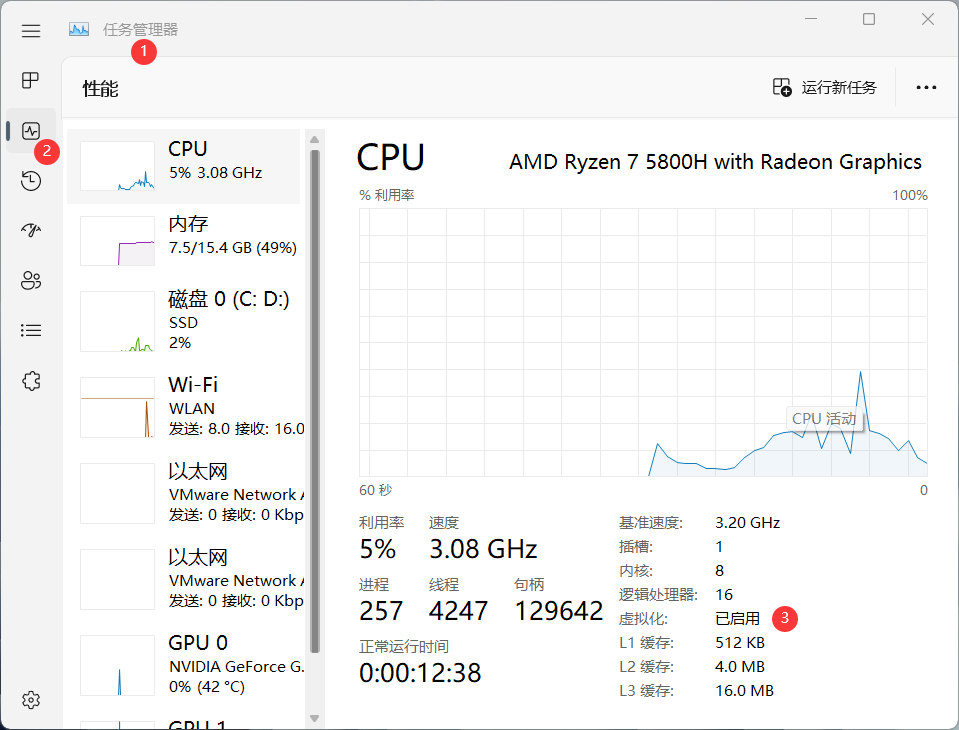 任务管理器
1
性能
运行新任务
2
CPU
5% 3.08 GHz
内存
7.5/15.4 GB (49%)
磁盘 0 (C: D:)
SSD
2%
Wi-Fi
WLAN
发送: 8.0 接收: 16.0
以太网
VMware Network A
发送: 0 接收: 0 Kbp
以太网
VMware Network A
发送: 0 接收: 0 Kbp
GPU 0
NVIDIA GeForce G.
0% (42 °C)
GPU 1
CPU
AMD Ryzen 7 5800H with Radeon Graphics
% 利用率
100%
CPU 活动
60 秒
0
利用率 速度
5% 3.08 GHz
进程 线程 句柄
257 4247 129642
正常运行时间
0:00:12:38
基准速度: 3.20 GHz
插槽: 1
内核: 8
逻辑处理器: 16
虚拟化: 已启用 3
L1 缓存: 512 KB
L2 缓存: 4.0 MB
L3 缓存: 16.0 MB